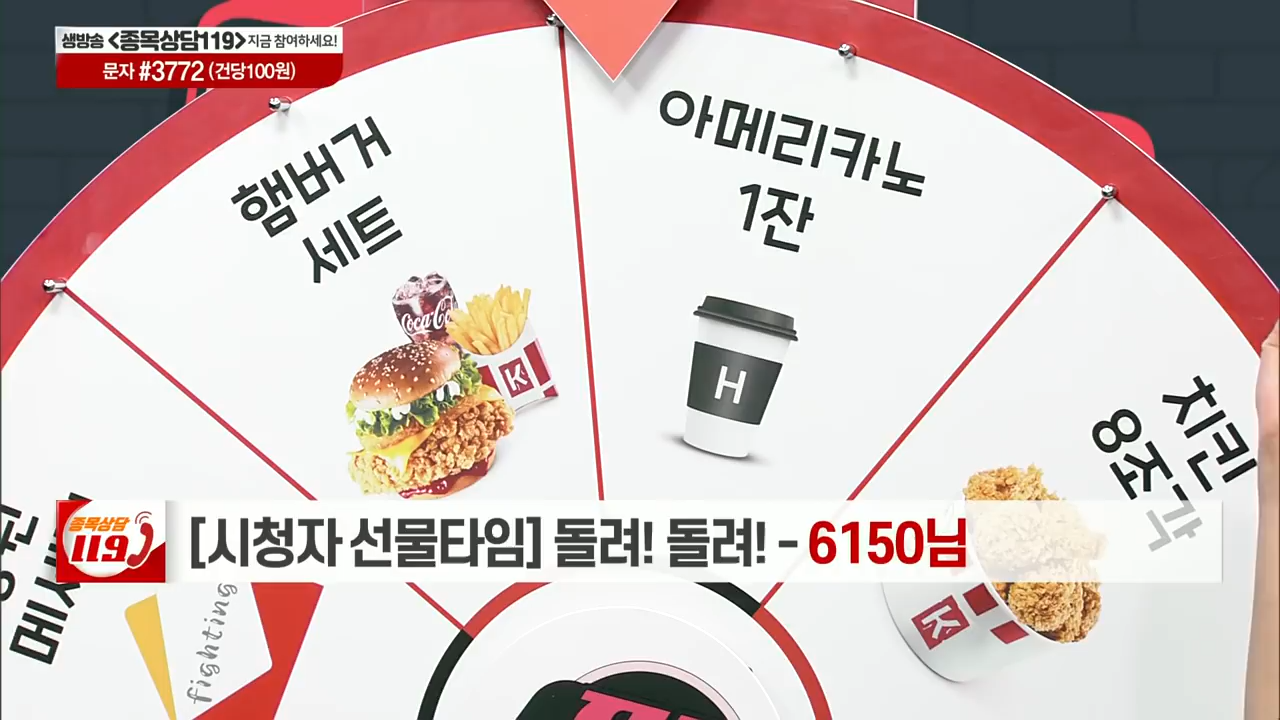 생방송 <종목상담119> 지금 참여하세요!
문자 #3772 (건당100원)
햄버거
세트
아메리카노
1잔
치킨
8조각
Coca-Co
K
H
K
종목상담
119
[시청자 선물타임] 돌려! 돌려! - 6150님
fighting